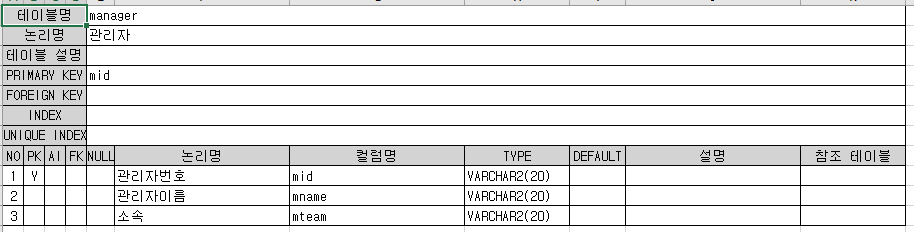 테이블명 manager
논리명 관리자
테이블 설명
PRIMARY KEY mid
FOREIGN KEY
INDEX
UNIQUE INDEX
NO PK AI FK NULL 논리명 컬럼명 TYPE DEFAULT 설명 참조 테이블
1 Y 관리자번호 mid VARCHAR2(20)
2 관리자이름 mname VARCHAR2(20)
3 소속 mteam VARCHAR2(20)